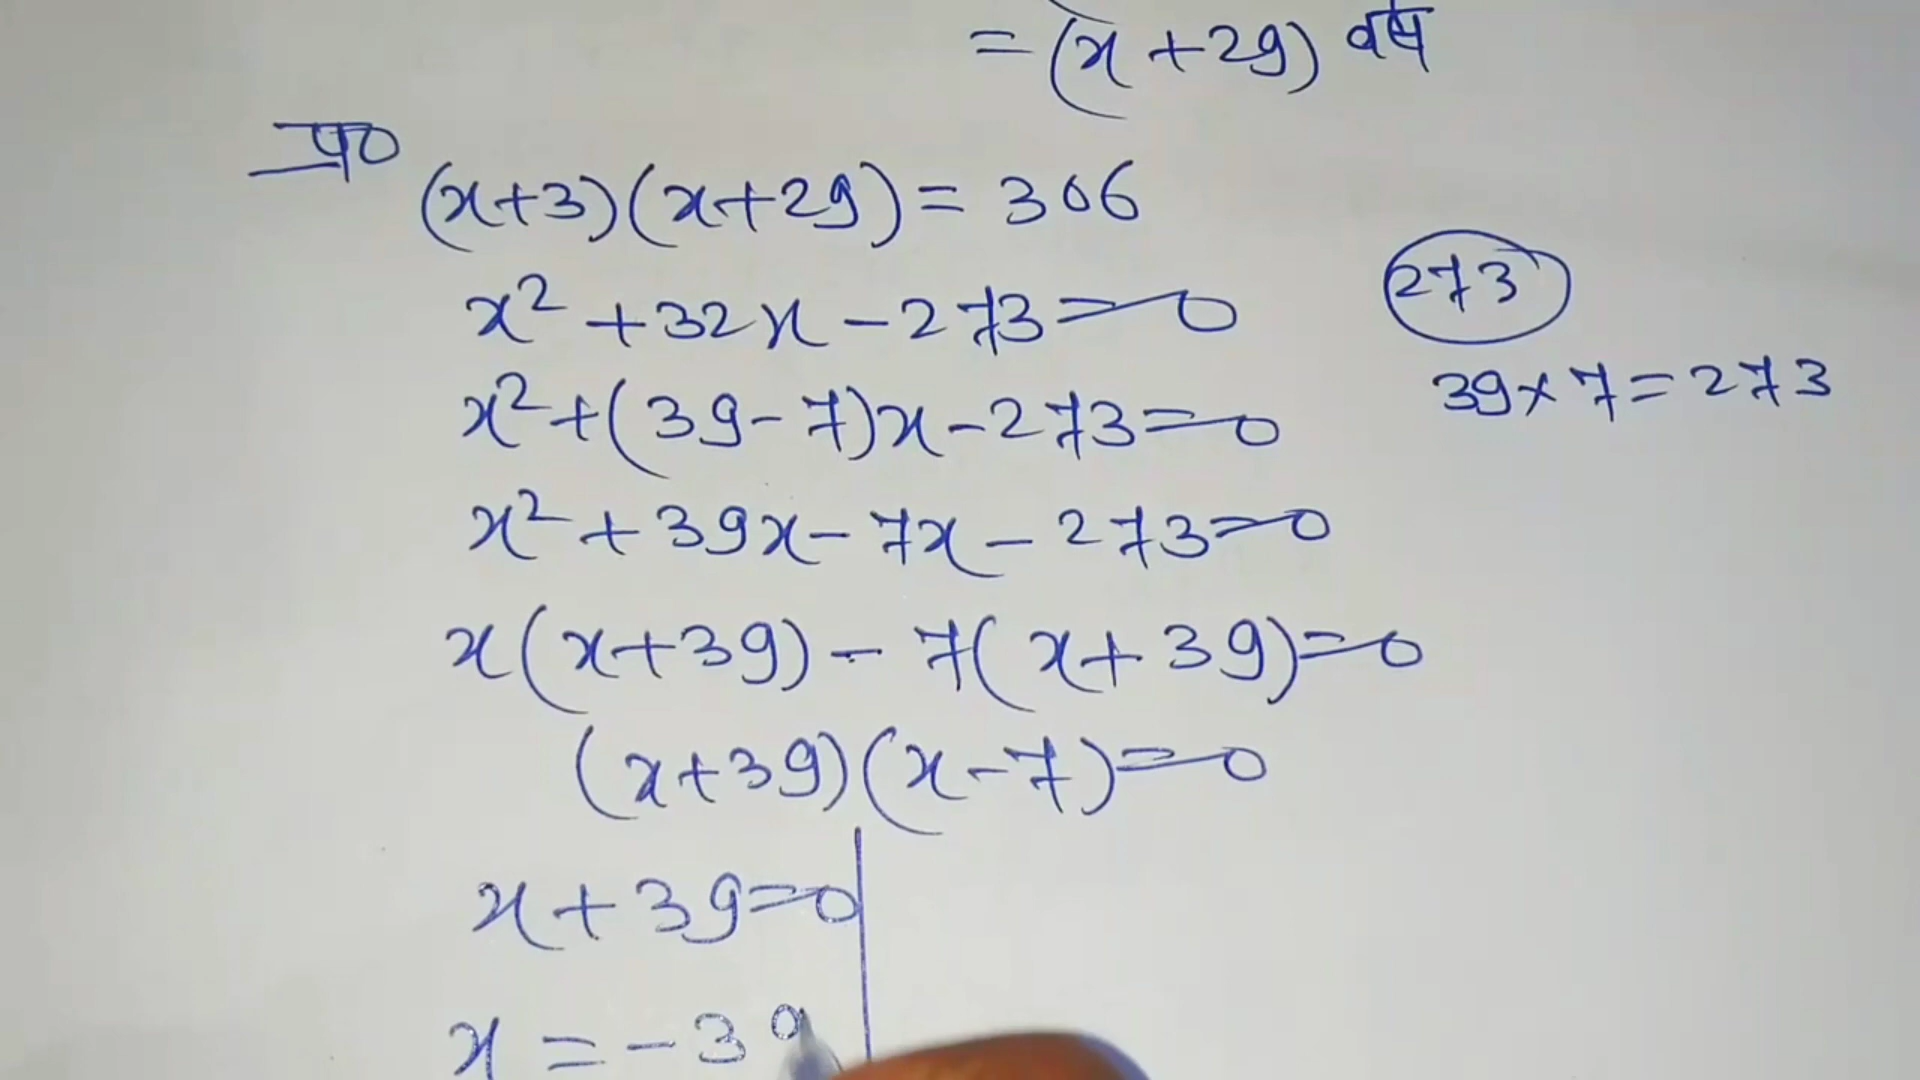 = (x+29) वर्ष
प्र०
(x+3)(x+29) = 306
x² + 32x - 273 = 0
x² + (39-7)x - 273 = 0
x² + 39x - 7x - 273 = 0
x(x+39) - 7(x+39) = 0
(x+39)(x-7) = 0
x + 39 = 0
x = -39
273
39 × 7 = 273